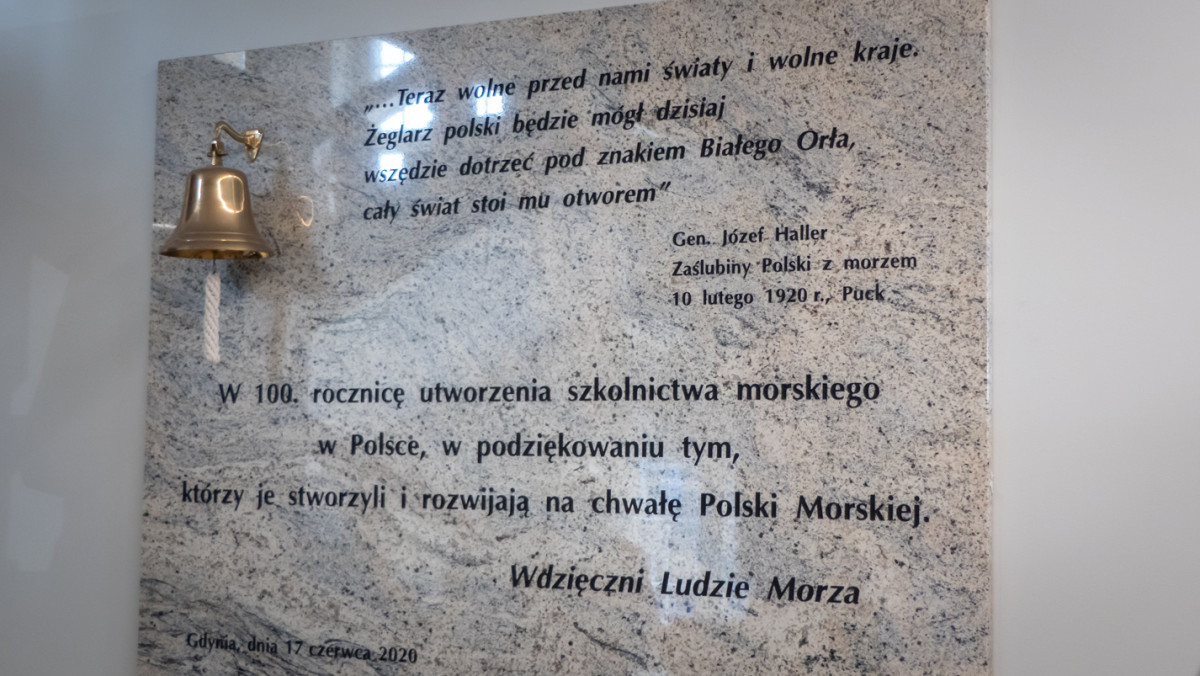 „...Teraz wolne przed nami światy i wolne kraje.
Żeglarz polski będzie mógł dzisiaj
wszędzie dotrzeć pod znakiem Białego Orła,
cały świat stoi mu otworem”
Gen. Józef Haller
Zaślubiny Polski z morzem
10 lutego 1920 r., Puck
W 100. rocznicę utworzenia szkolnictwa morskiego
w Polsce, w podziękowaniu tym,
którzy je stworzyli i rozwijają na chwałę Polski Morskiej.
Wdzięczni Ludzie Morza
Gdynia, dnia 17 czerwca 2020